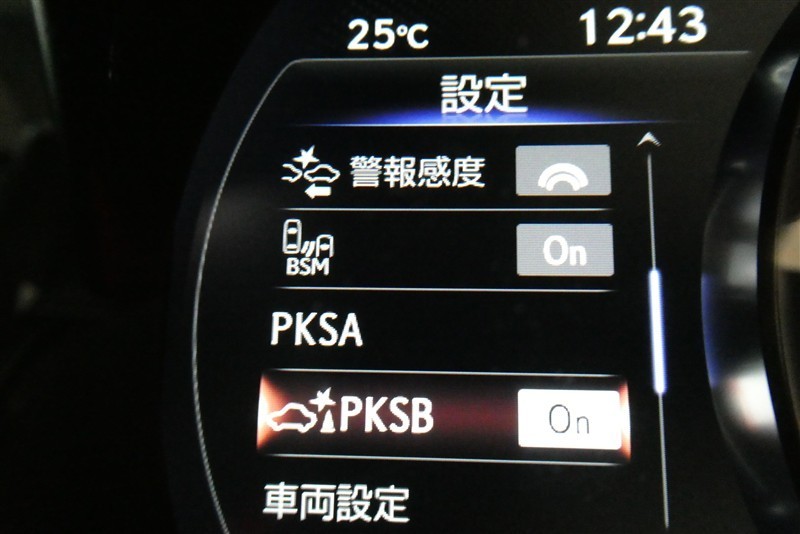 25℃ 12:43
設定
警報感度
BSM On
PKSA
PKSB On
車両設定